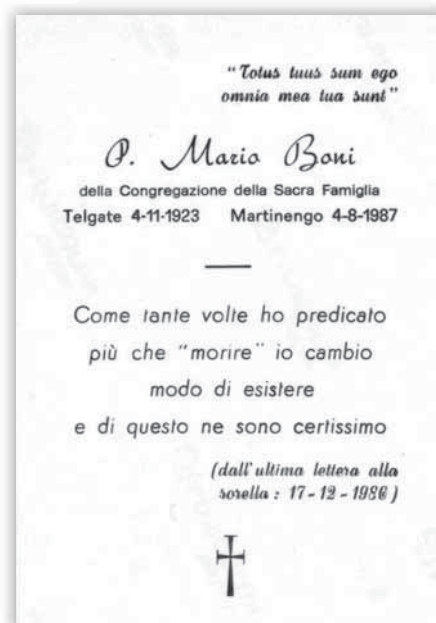 "Totus tuus sum ego
omnia mea tua sunt"
P. Mario Boni
della Congregazione della Sacra Famiglia
Telgate 4-11-1923 Martinengo 4-8-1987
Come tante volte ho predicato
più che "morire" io cambio
modo di esistere
e di questo ne sono certissimo
(dall'ultima lettera alla
sorella : 17-12-1986)